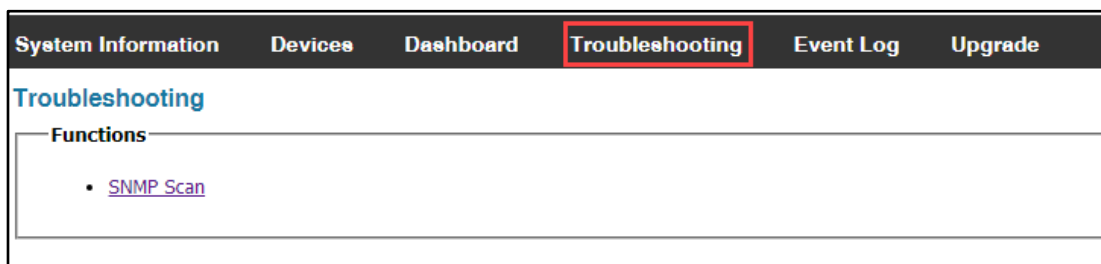 System Information Devices Dashboard Troubleshooting Event Log Upgrade
Troubleshooting
Functions
• SNMP Scan